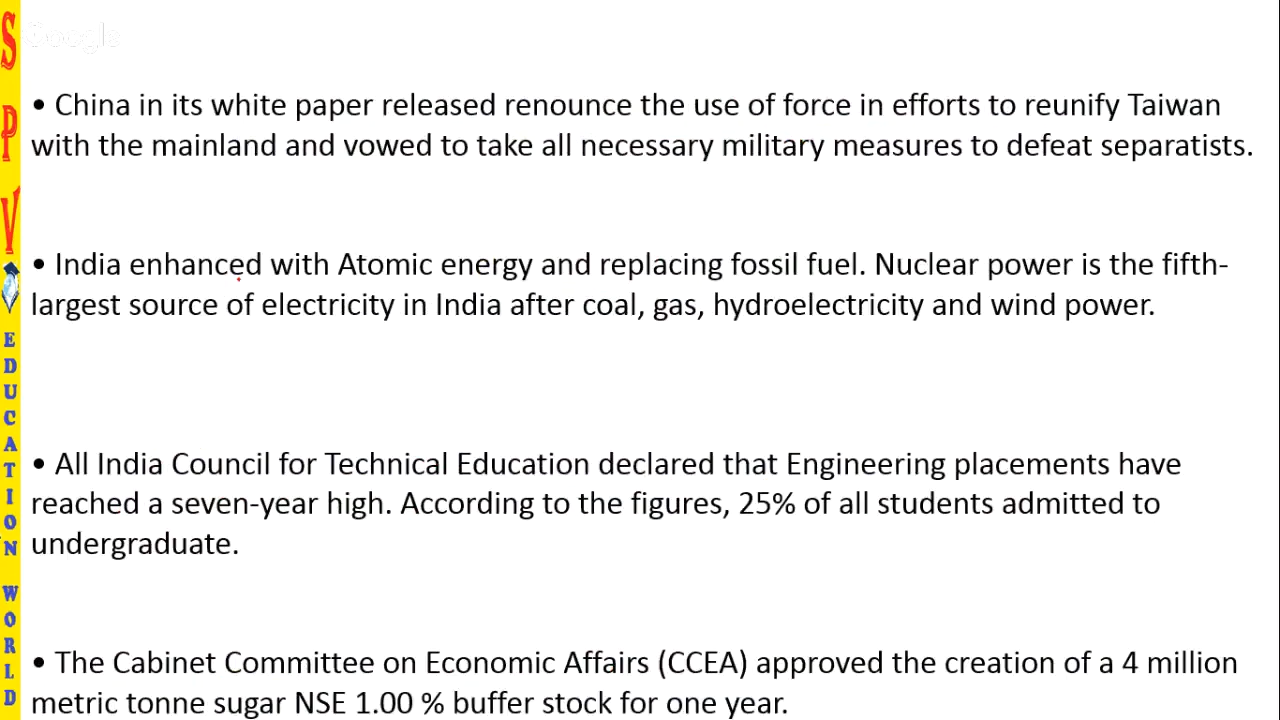 Google
• China in its white paper released renounce the use of force in efforts to reunify Taiwan
with the mainland and vowed to take all necessary military measures to defeat separatists.
• India enhanced with Atomic energy and replacing fossil fuel. Nuclear power is the fifth-
largest source of electricity in India after coal, gas, hydroelectricity and wind power.
• All India Council for Technical Education declared that Engineering placements have
reached a seven-year high. According to the figures, 25% of all students admitted to
undergraduate.
• The Cabinet Committee on Economic Affairs (CCEA) approved the creation of a 4 million
metric tonne sugar NSE 1.00 % buffer stock for one year.
SPV EDUCATION WORLD